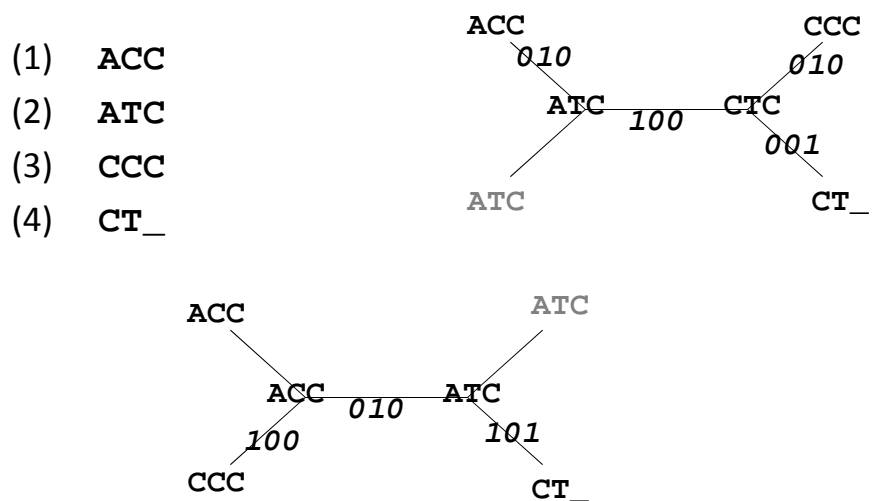 (1) ACC
(2) ATC
(3) CCC
(4) CT_
ACC CCC
010 010
ATC CTC
100
001
ATC CT_
ACC ATC
ACC ATC
010
100 101
CCC CT_